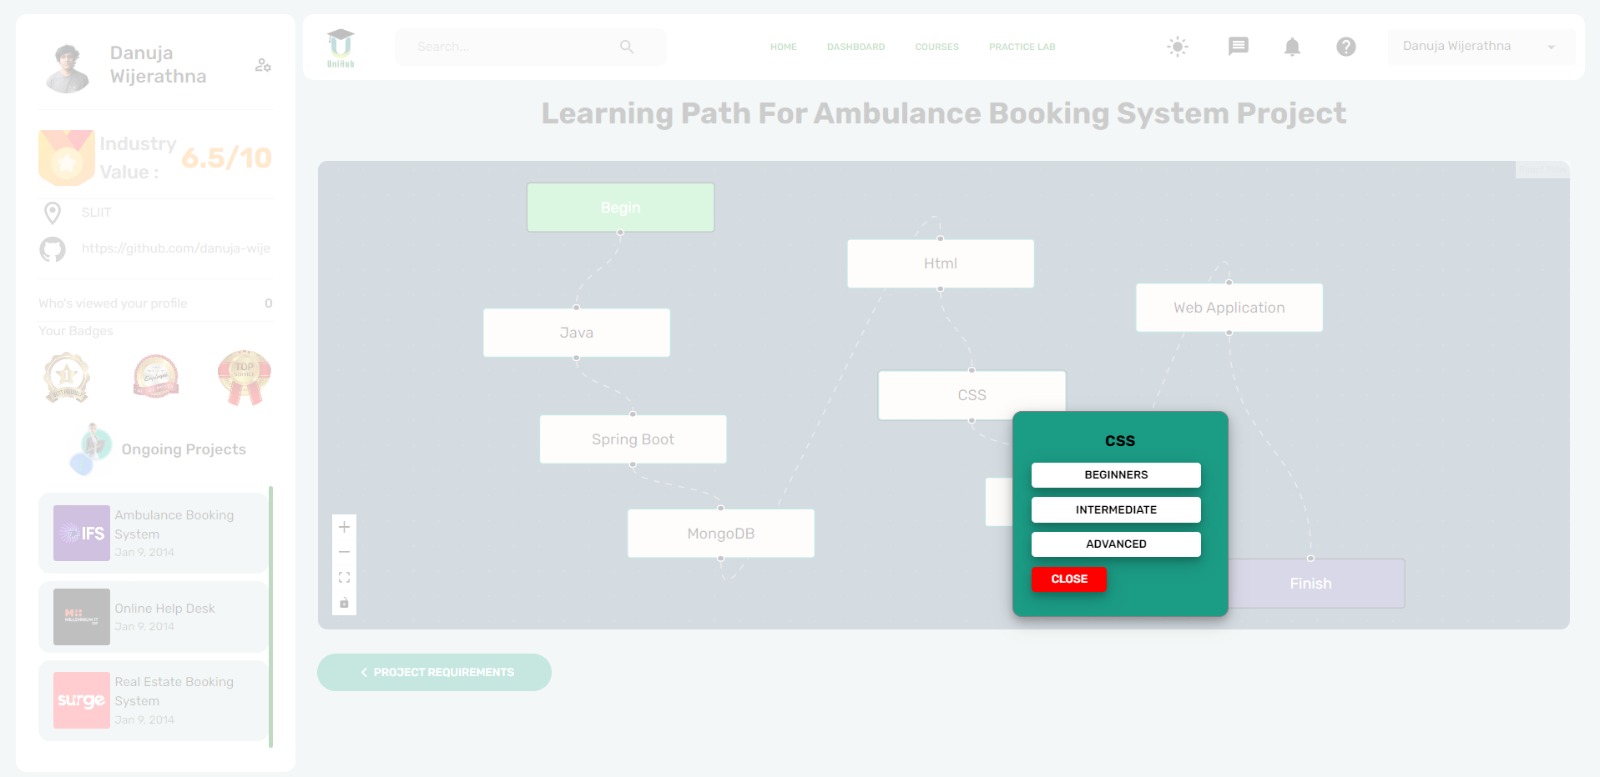 Danuja
Wijerathna
Industry
Value :
6.5/10
SLIIT
https://github.com/danuja-wije
Who's viewed your profile
0
Your Badges
TOP
Ongoing Projects
IFS
Ambulance Booking
System
Jan 9, 2014
Online Help Desk
Jan 9, 2014
surge
Real Estate Booking
System
Jan 9, 2014
UniHub
Search...
HOME
DASHBOARD
COURSES
PRACTICE LAB
Danuja Wijerathna
Learning Path For Ambulance Booking System Project
Begin
Java
Spring Boot
MongoDB
Html
CSS
Web Application
Finish
CSS
BEGINNERS
INTERMEDIATE
ADVANCED
CLOSE
PROJECT REQUIREMENTS